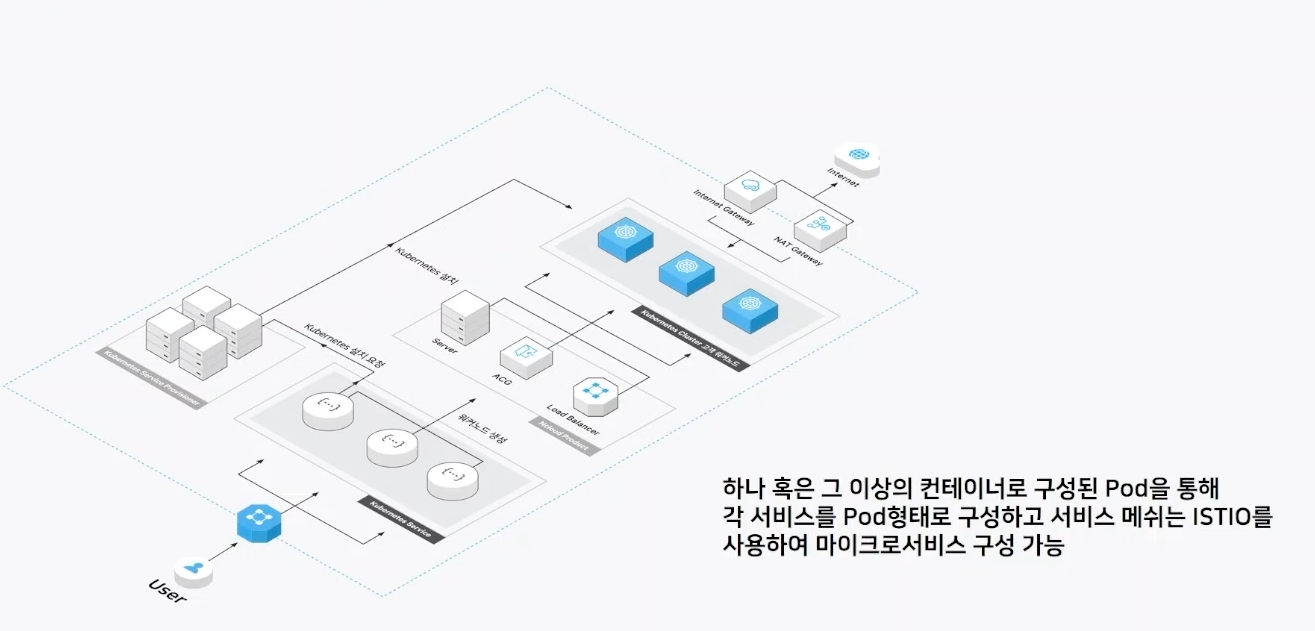 Internet
Internet Gateway
NAT Gateway
Kubernetes 설치
Kubernetes Cluster 고객 워커노드
Server
Kubernetes 설치 요청
ACG
Kubernetes Service Provisioner
Load Balancer
Ncloud Product
워커노드 생성
Kubernetes Service
User
하나 혹은 그 이상의 컨테이너로 구성된 Pod을 통해
각 서비스를 Pod형태로 구성하고 서비스 메쉬는 ISTIO를
사용하여 마이크로서비스 구성 가능